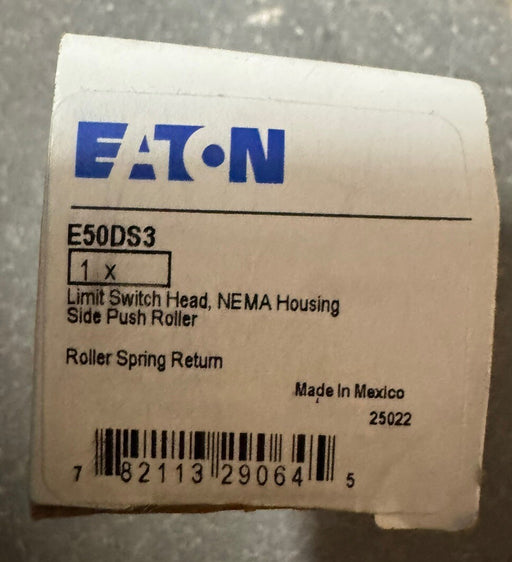 EATON
E50DS3
1 x
Limit Switch Head, NEMA Housing
Side Push Roller
Roller Spring Return
Made In Mexico
25022
7 82113 29064 5